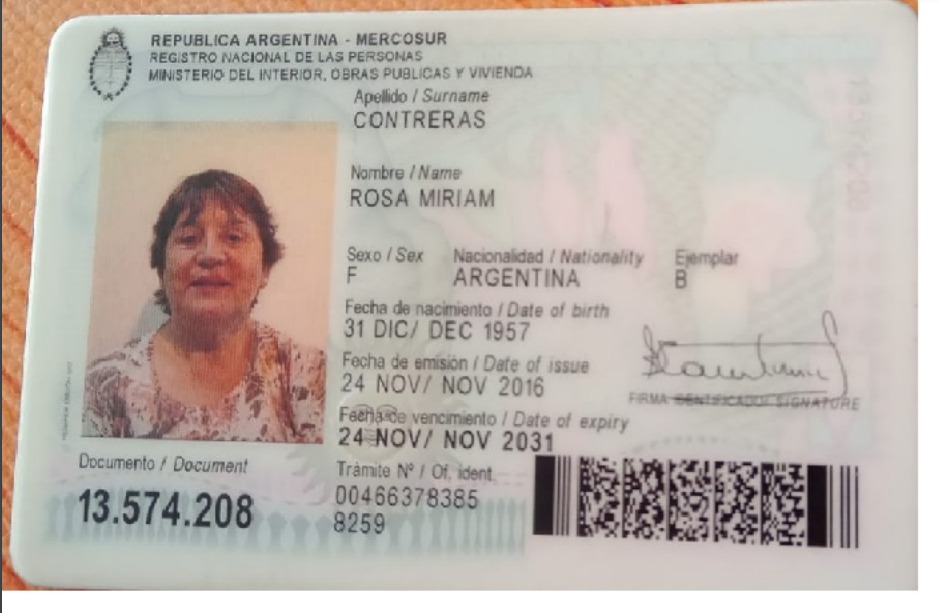 REPUBLICA ARGENTINA - MERCOSUR
REGISTRO NACIONAL DE LAS PERSONAS
MINISTERIO DEL INTERIOR, OBRAS PUBLICAS Y VIVIENDA
Apellido / Surname
CONTRERAS
Nombre / Name
ROSA MIRIAM
Sexo / Sex Nacionalidad / Nationality Ejemplar
F ARGENTINA B
Fecha de nacimiento / Date of birth
31 DIC/ DEC 1957
Fecha de emisión / Date of issue
24 NOV/ NOV 2016
FIRMA SIGNATURE
Fecha de vencimiento / Date of expiry
24 NOV/ NOV 2031
Documento / Document
13.574.208
Trámite Nº / Of. ident.
00466378385
8259